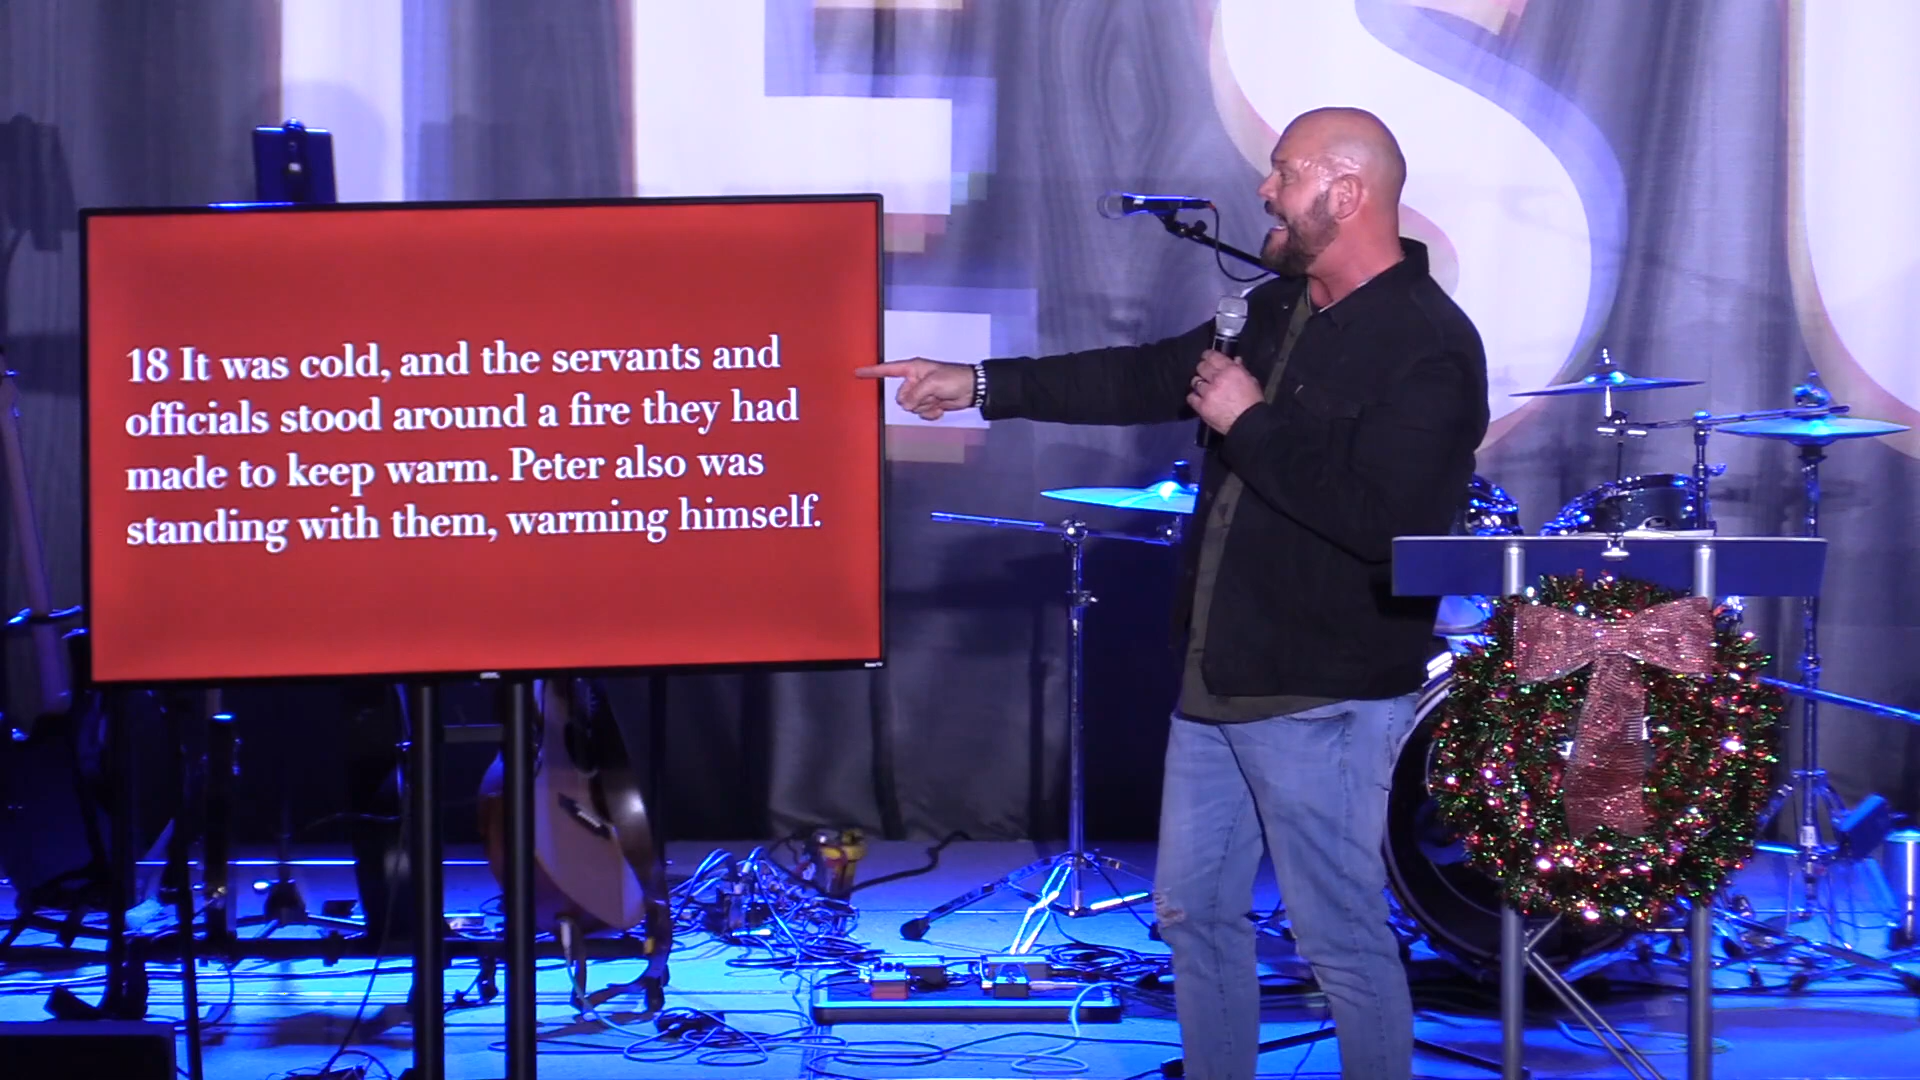 ESU
18 It was cold, and the servants and
officials stood around a fire they had
made to keep warm. Peter also was
standing with them, warming himself.